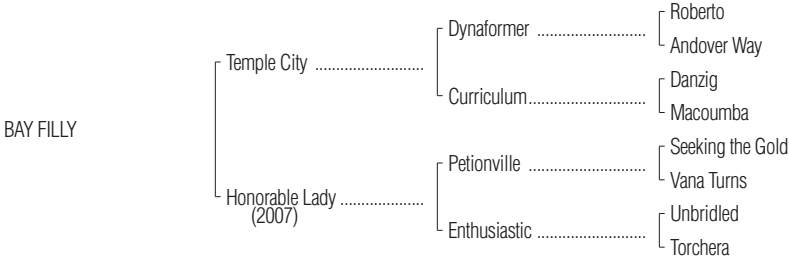 Roberto
Dynaformer ..........................
Andover Way
Temple City ..........................
Danzig
Curriculum............................
Macoumba
BAY FILLY
Seeking the Gold
Petionville ............................
Vana Turns
Honorable Lady ....................
(2007)
Unbridled
Enthusiastic ..........................
Torchera